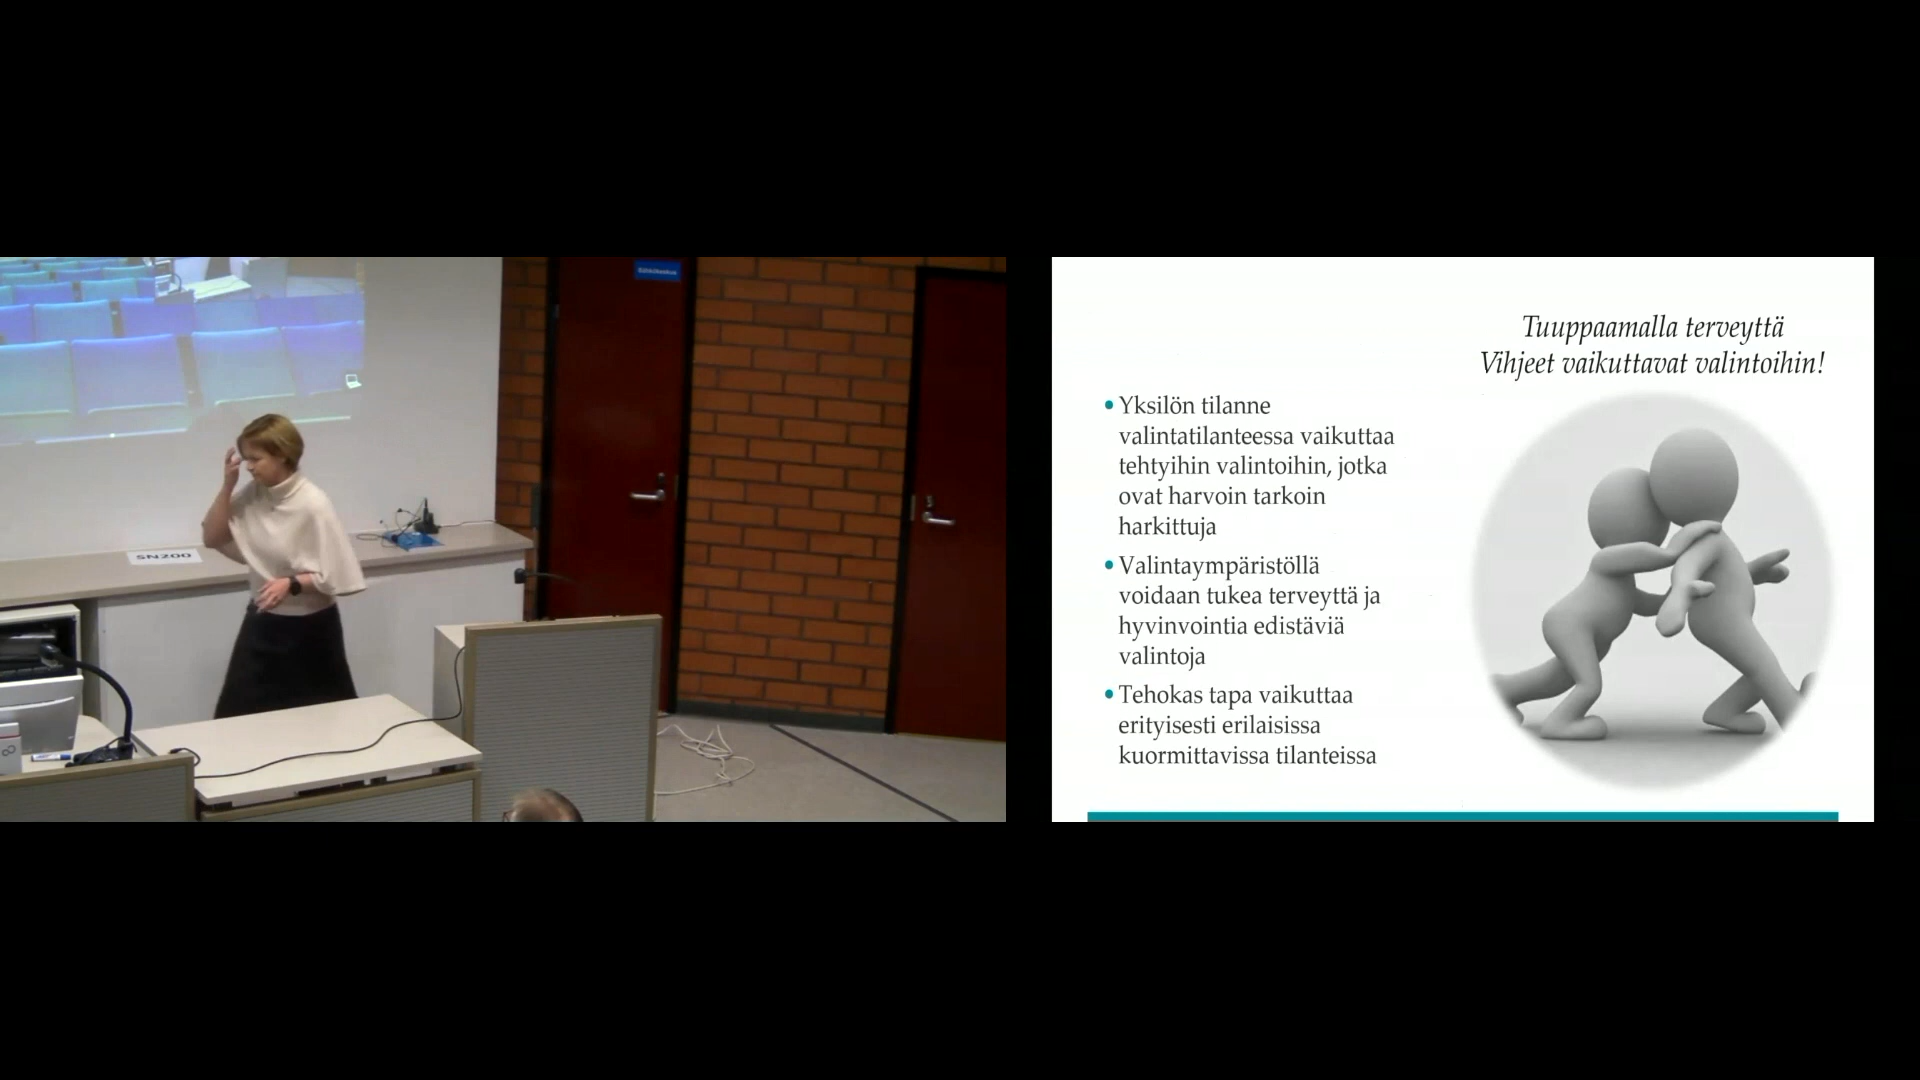 Sähkökeskus
SN200
Tuuppaamalla terveyttä
Vihjeet vaikuttavat valintoihin!
• Yksilön tilanne
valintatilanteessa vaikuttaa
tehtyihin valintoihin, jotka
ovat harvoin tarkoin
harkittuja
• Valintaympäristöllä
voidaan tukea terveyttä ja
hyvinvointia edistäviä
valintoja
• Tehokas tapa vaikuttaa
erityisesti erilaisissa
kuormittavissa tilanteissa